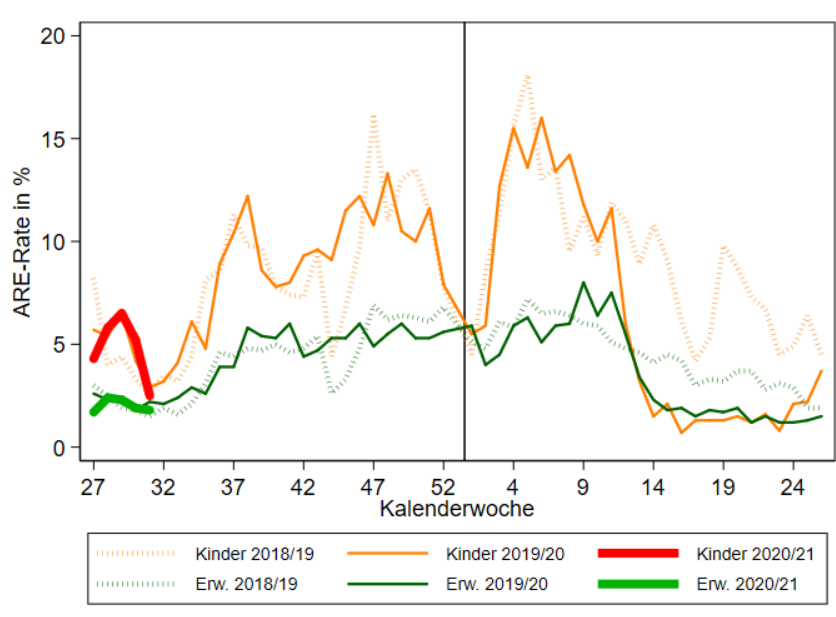 20
15
10
5
0
ARE-Rate in %
27 32 37 42 47 52 4 9 14 19 24
Kalenderwoche
Kinder 2018/19 Kinder 2019/20 Kinder 2020/21
Erw. 2018/19 Erw. 2019/20 Erw. 2020/21